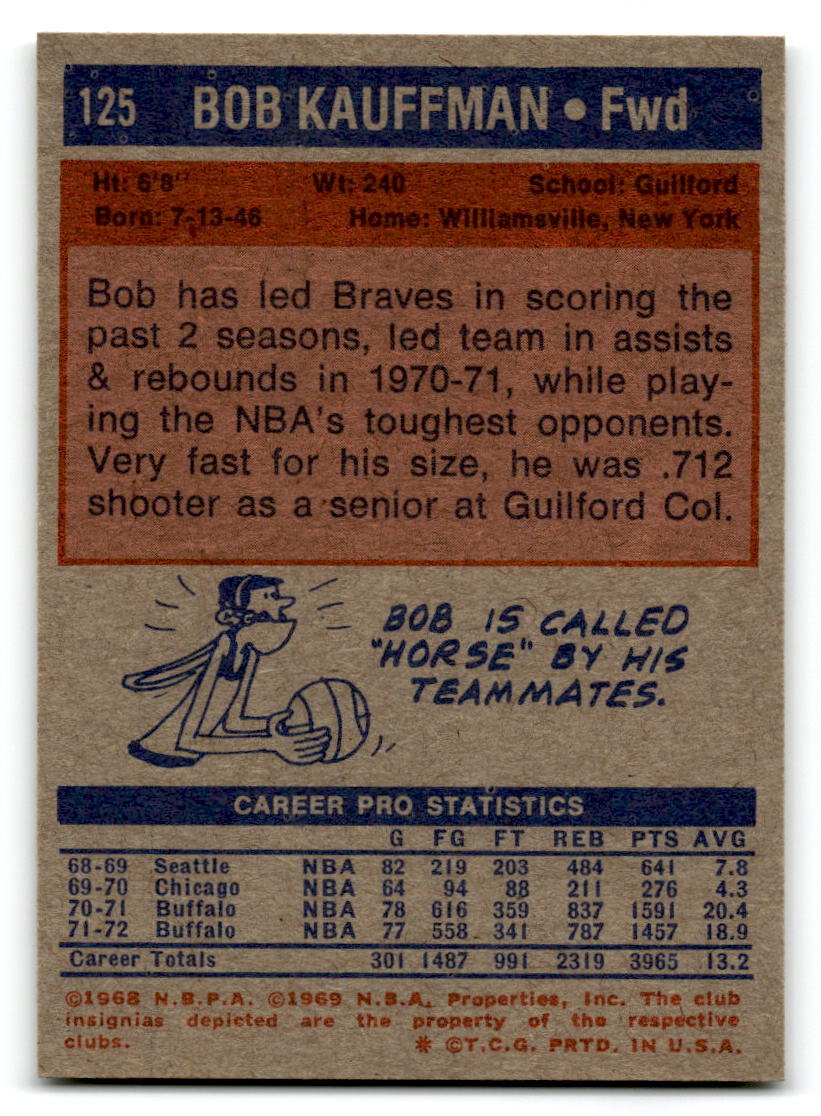 125 BOB KAUFFMAN • Fwd
Ht: 6'8" Wt: 240 School: Guilford
Born: 7-13-46 Home: Williamsville, New York
Bob has led Braves in scoring the
past 2 seasons, led team in assists
& rebounds in 1970-71, while play-
ing the NBA's toughest opponents.
Very fast for his size, he was .712
shooter as a senior at Guilford Col.
BOB IS CALLED
"HORSE" BY HIS
TEAMMATES.
CAREER PRO STATISTICS
G FG FT REB PTS AVG
68-69 Seattle NBA 82 219 203 484 641 7.8
69-70 Chicago NBA 64 94 88 211 276 4.3
70-71 Buffalo NBA 78 616 359 837 1591 20.4
71-72 Buffalo NBA 77 558 341 787 1457 18.9
Career Totals 301 1487 991 2319 3965 13.2
©1968 N.B.P.A. ©1969 N.B.A. Properties, Inc. The club
insignias depicted are the property of the respective
clubs. * ©T.C.G. PRTD. IN U.S.A.